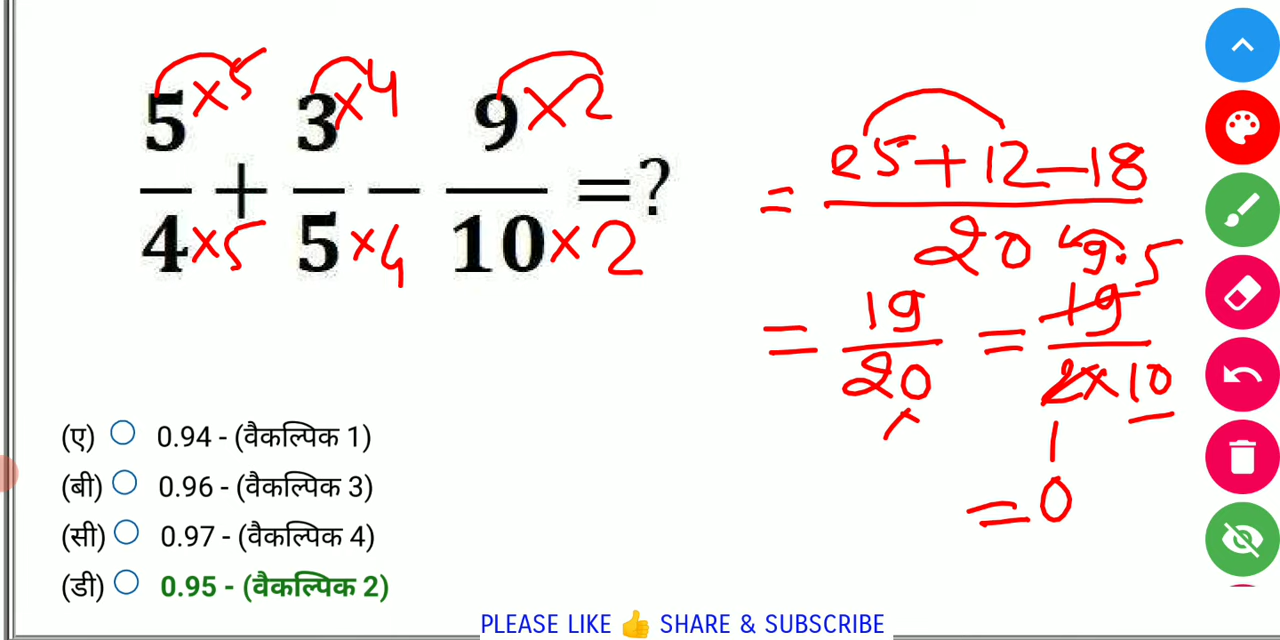 5×5 3×4 9×2
— + — − — =?
4×5 5×4 10×2
= 25+12−18
20
9.5
= 19 = 19
20 2×10
1
=0
(ए) 0.94 - (वैकल्पिक 1)
(बी) 0.96 - (वैकल्पिक 3)
(सी) 0.97 - (वैकल्पिक 4)
(डी) 0.95 - (वैकल्पिक 2)
PLEASE LIKE 👍 SHARE & SUBSCRIBE